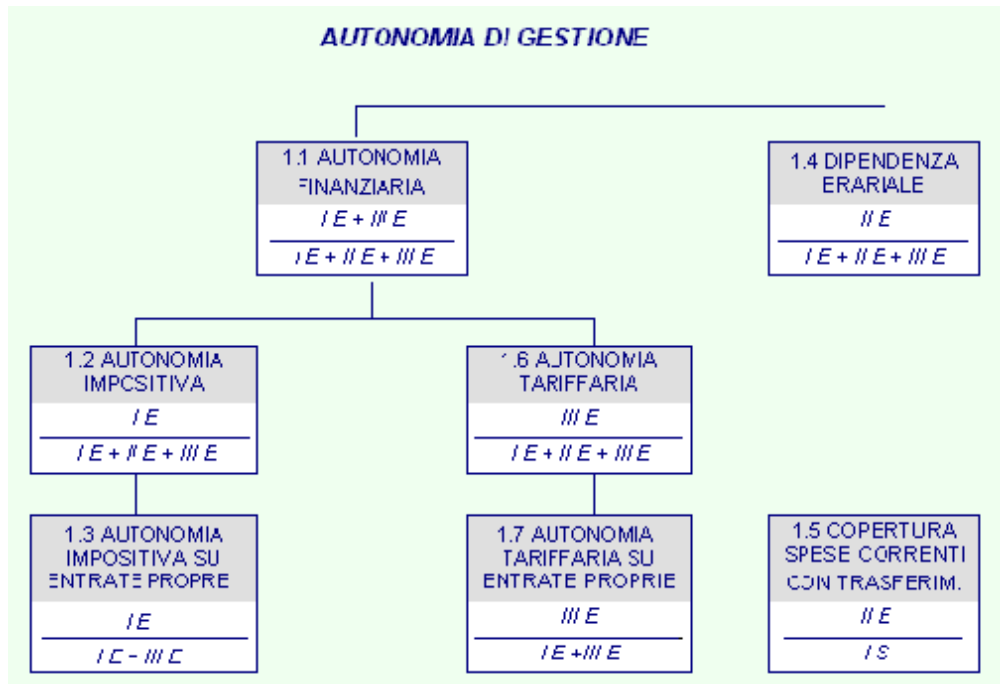 AUTONOMIA DI GESTIONE
1.1 AUTONOMIA
FINANZIARIA
I E + III E
I E + II E + III E
1.4 DIPENDENZA
ERARIALE
II E
I E + II E + III E
1.2 AUTONOMIA
IMPOSITIVA
I E
I E + II E + III E
1.6 AUTONOMIA
TARIFFARIA
III E
I E + II E + III E
1.3 AUTONOMIA
IMPOSITIVA SU
ENTRATE PROPRE
I E
I E + III E
1.7 AUTONOMIA
TARIFFARIA SU
ENTRATE PROPRIE
III E
I E +III E
1.5 COPERTURA
SPESE CORRENTI
CON TRASFERIM.
II E
I S